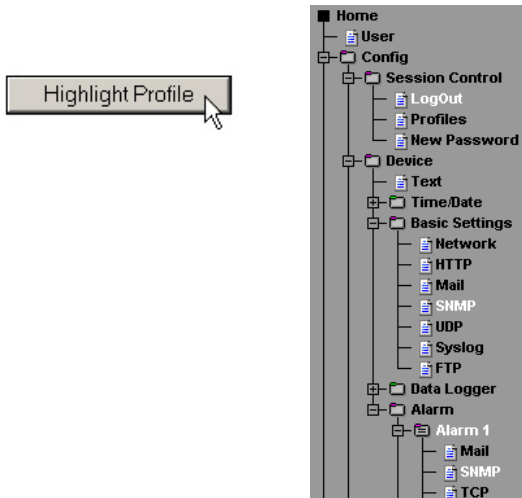 Highlight Profile
Home
User
Config
Session Control
LogOut
Profiles
New Password
Device
Text
Time/Date
Basic Settings
Network
HTTP
Mail
SNMP
UDP
Syslog
FTP
Data Logger
Alarm
Alarm 1
Mail
SNMP
TCP